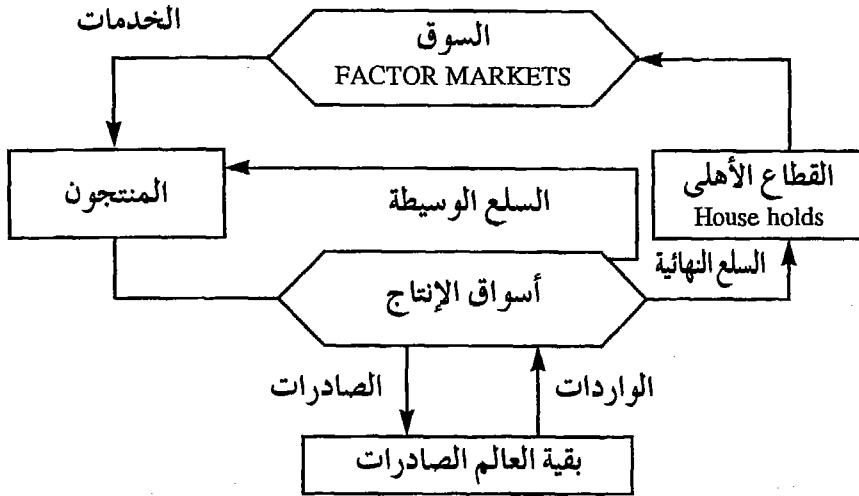 الخدمات
السوق
FACTOR MARKETS
القطاع الأهلى
House holds
المنتجون
السلع الوسيطة
السلع النهائية
أسواق الإنتاج
الصادرات
الواردات
بقية العالم الصادرات